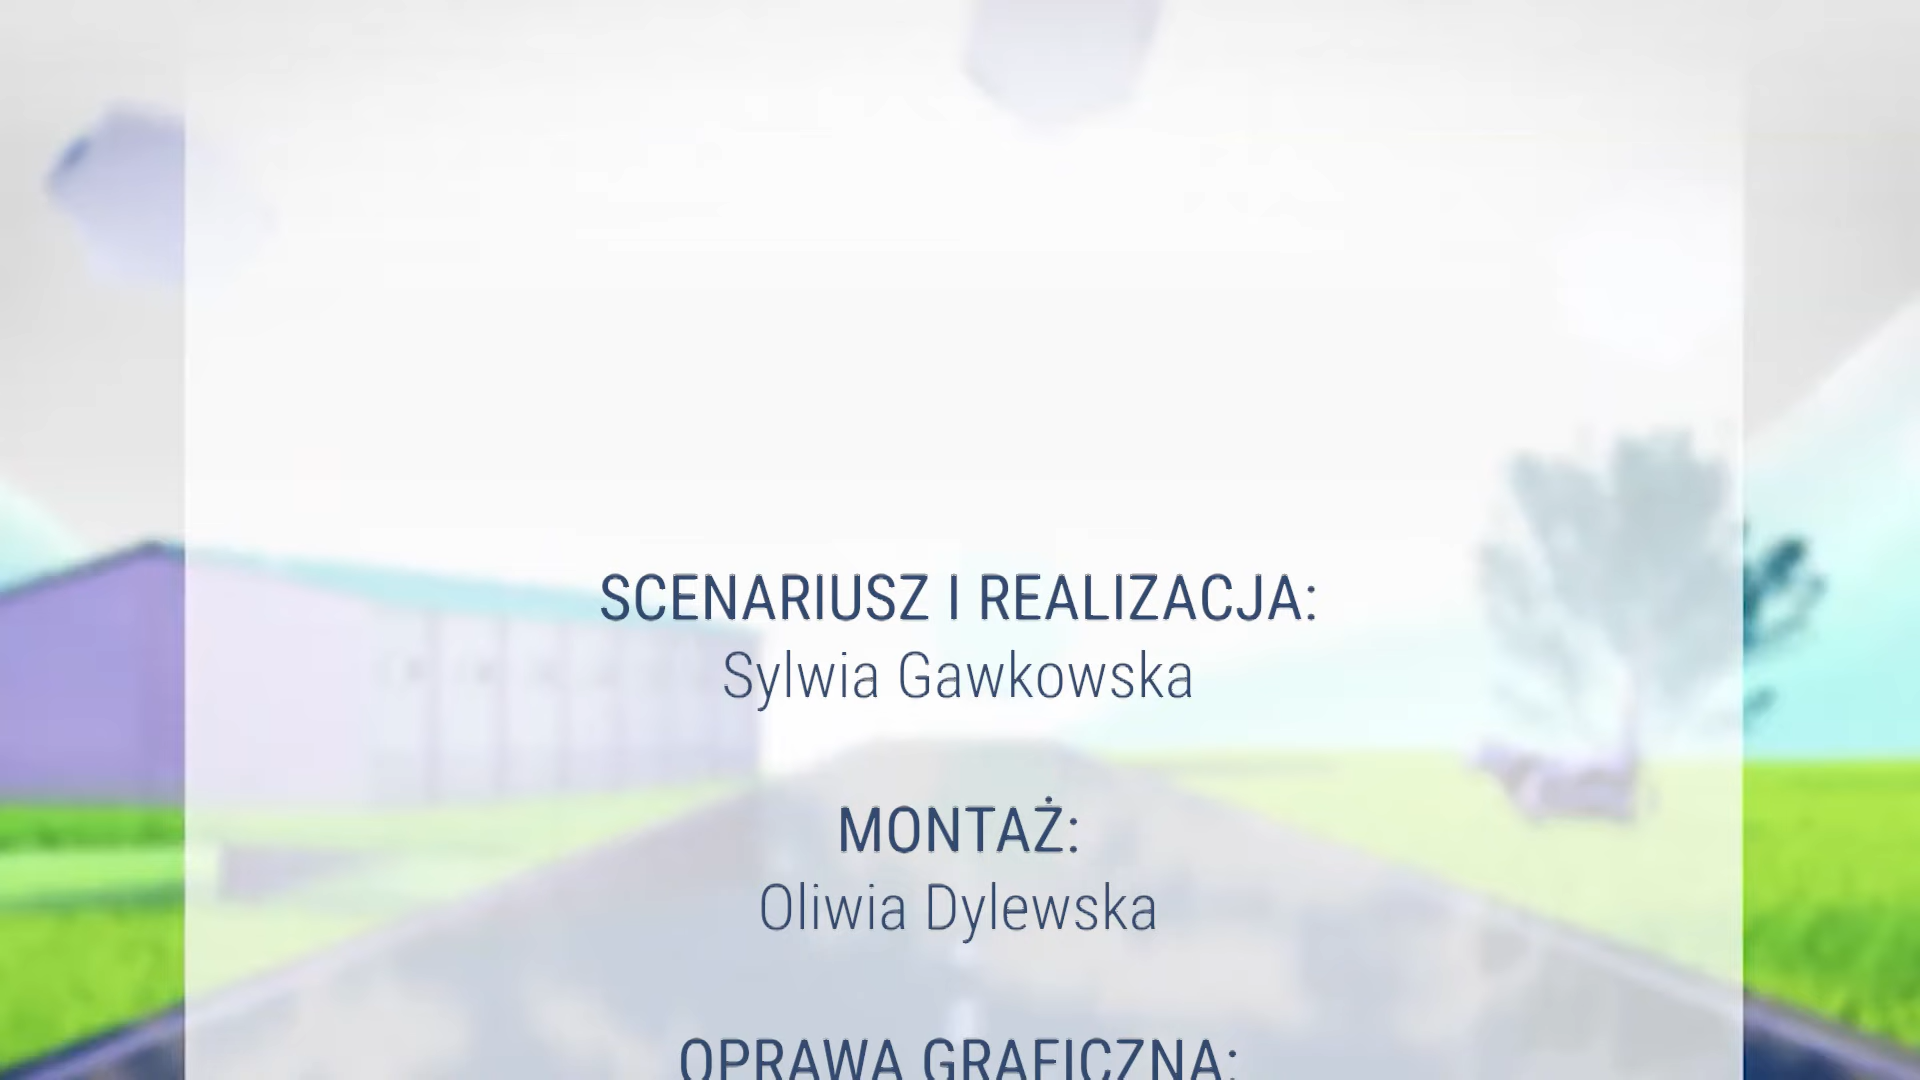 SCENARIUSZ I REALIZACJA:
Sylwia Gawkowska
MONTAŻ:
Oliwia Dylewska
OPRAWA GRAFICZNA: